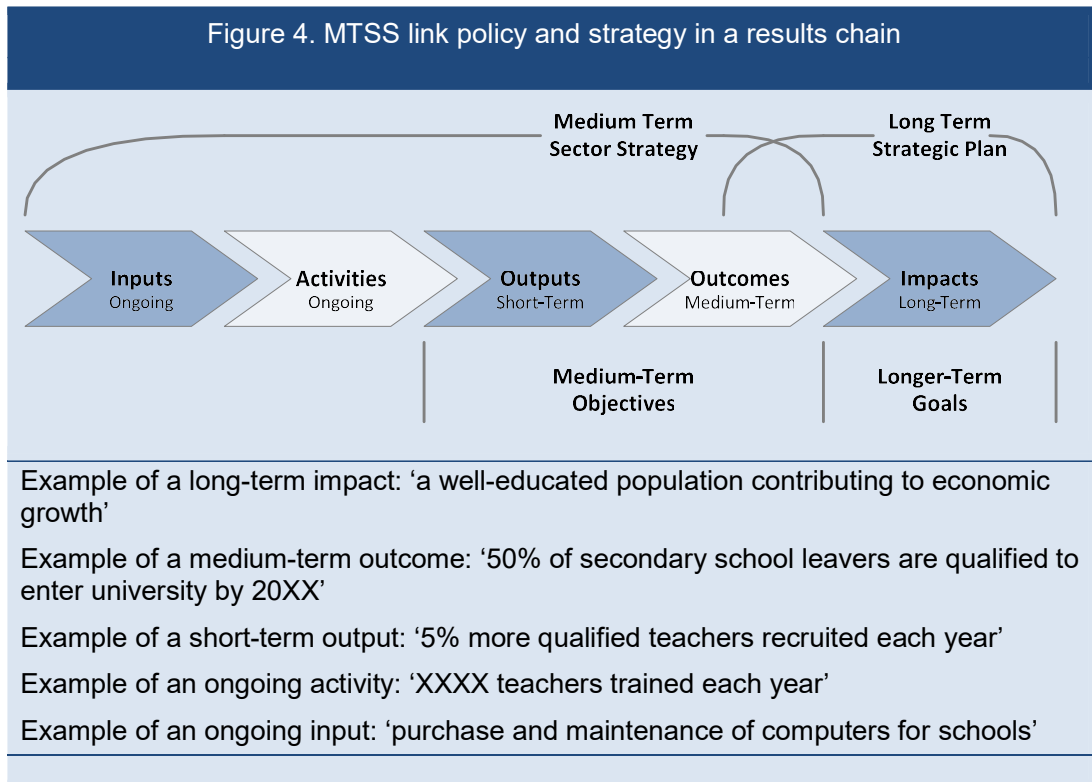 Figure 4. MTSS link policy and strategy in a results chain
Medium Term
Sector Strategy
Long Term
Strategic Plan
Inputs
Ongoing
Activities
Ongoing
Outputs
Short-Term
Outcomes
Medium-Term
Impacts
Long-Term
Medium-Term
Objectives
Longer-Term
Goals
Example of a long-term impact: ‘a well-educated population contributing to economic
growth’
Example of a medium-term outcome: ‘50% of secondary school leavers are qualified to
enter university by 20XX’
Example of a short-term output: ‘5% more qualified teachers recruited each year’
Example of an ongoing activity: ‘XXXX teachers trained each year’
Example of an ongoing input: ‘purchase and maintenance of computers for schools’